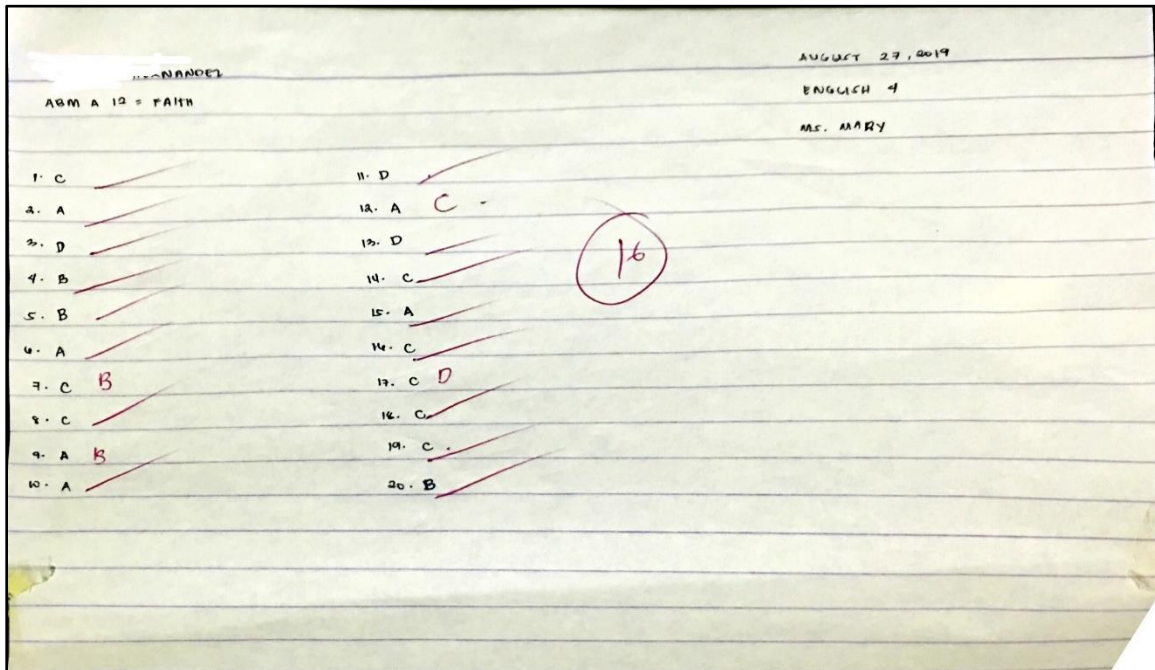 AUGUST 27, 2019
ABM A 12 = FAITH
ENGLISH 4
MS. MARY
1. C
2. A
3. D
4. B
5. B
6. A
7. C B
8. C
9. A B
10. A
11. D
12. A C
13. D
14. C
15. A
16. C
17. C D
18. C
19. C
20. B
16